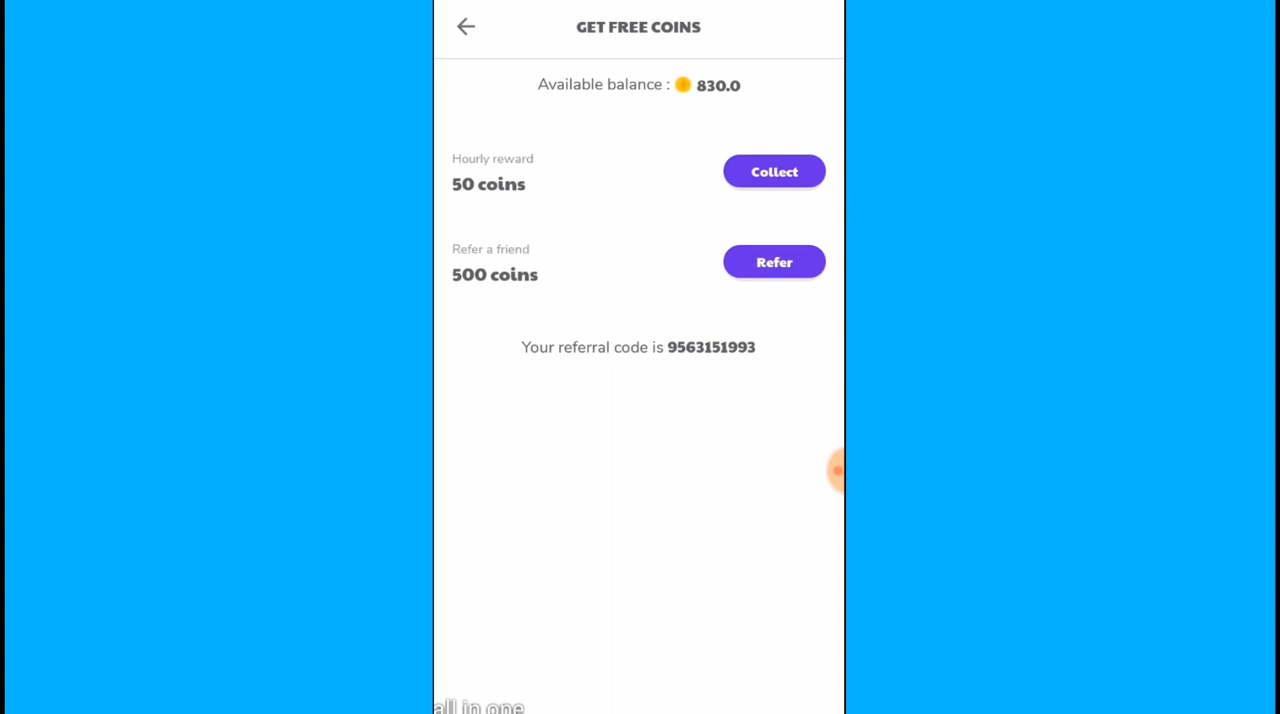 GET FREE COINS
Available balance : 830.0
Hourly reward
50 coins
Collect
Refer a friend
500 coins
Refer
Your referral code is 9563151993
all in one